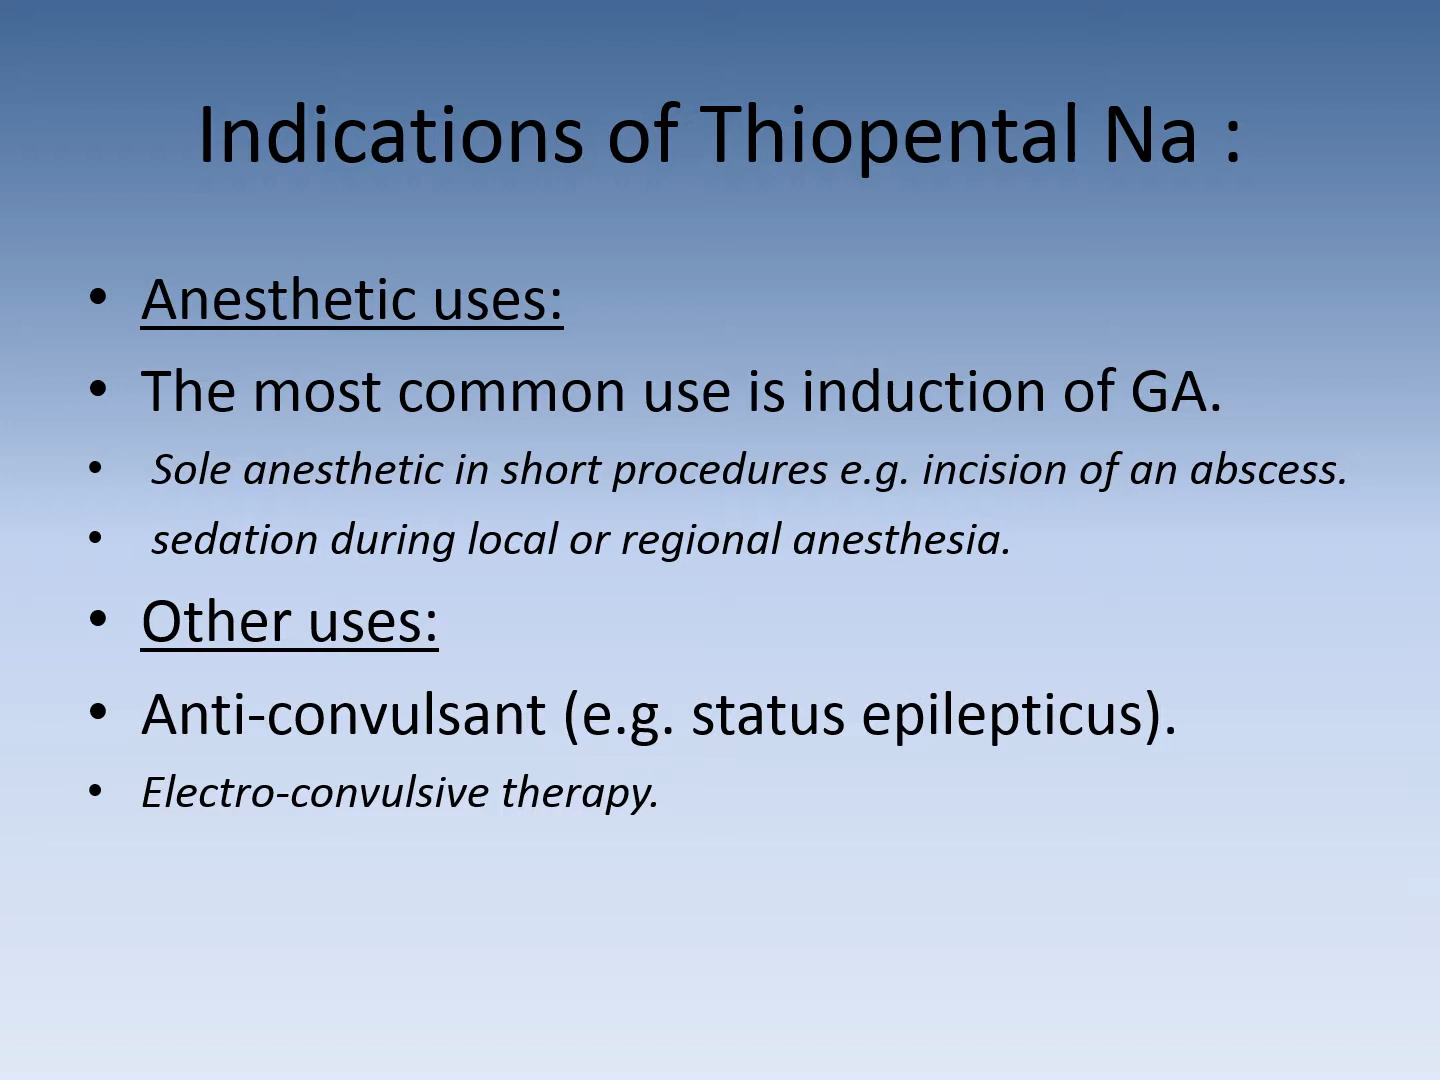 Indications of Thiopental Na :
• Anesthetic uses:
• The most common use is induction of GA.
• Sole anesthetic in short procedures e.g. incision of an abscess.
• sedation during local or regional anesthesia.
• Other uses:
• Anti-convulsant (e.g. status epilepticus).
• Electro-convulsive therapy.